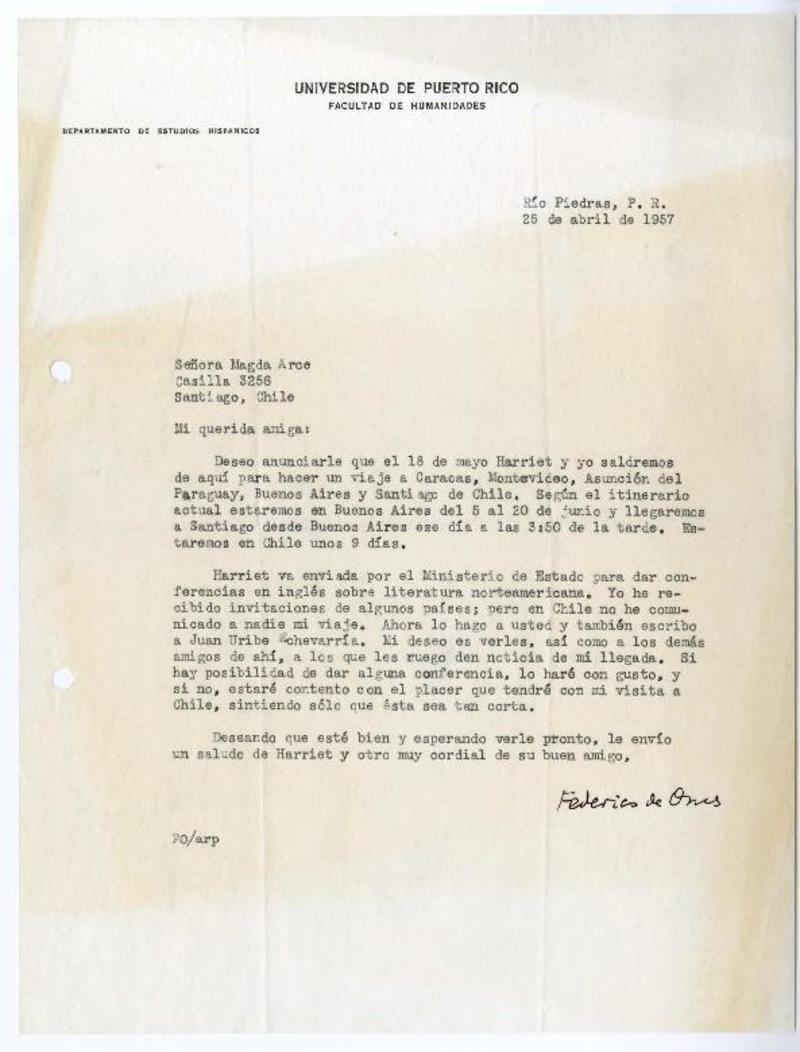 UNIVERSIDAD DE PUERTO RICO
FACULTAD DE HUMANIDADES
DEPARTAMENTO DE ESTUDIOS HISPANICOS
Río Piedras, P. R.
25 de abril de 1957
Señora Magda Arce
Casilla 3256
Santiago, Chile
Mi querida amiga:
Deseo anunciarle que el 18 de mayo Harriet y yo saldremos
de aquí para hacer un viaje a Caracas, Montevideo, Asunción del
Paraguay, Buenos Aires y Santiago de Chile. Según el itinerario
actual estaremos en Buenos Aires del 5 al 20 de junio y llegaremos
a Santiago desde Buenos Aires ese día a las 3:50 de la tarde. Es-
taremos en Chile unos 9 días.
Harriet va enviada por el Ministerio de Estado para dar con-
ferencias en inglés sobre literatura norteamericana. Yo he re-
cibido invitaciones de algunos países; pero en Chile no he comu-
nicado a nadie mi viaje. Ahora lo hago a usted y también escribo
a Juan Uribe Echevarría. Mi deseo es verles, así como a los demás
amigos de ahí, a los que les ruego den noticia de mi llegada. Si
hay posibilidad de dar alguna conferencia, lo haré con gusto, y
si no, estaré contento con el placer que tendré con mi visita a
Chile, sintiendo sólo que ésta sea tan corta.
Deseando que esté bien y esperando verle pronto, le envío
un saludo de Harriet y otro muy cordial de su buen amigo,
Federico de Onís
FO/arp